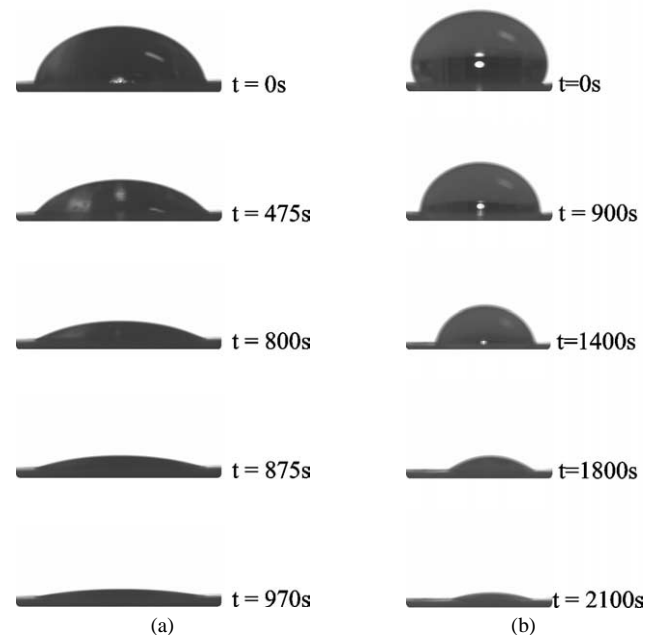 t = 0s
t = 475s
t = 800s
t = 875s
t = 970s
(a)
t=0s
t = 900s
t=1400s
t=1800s
t = 2100s
(b)